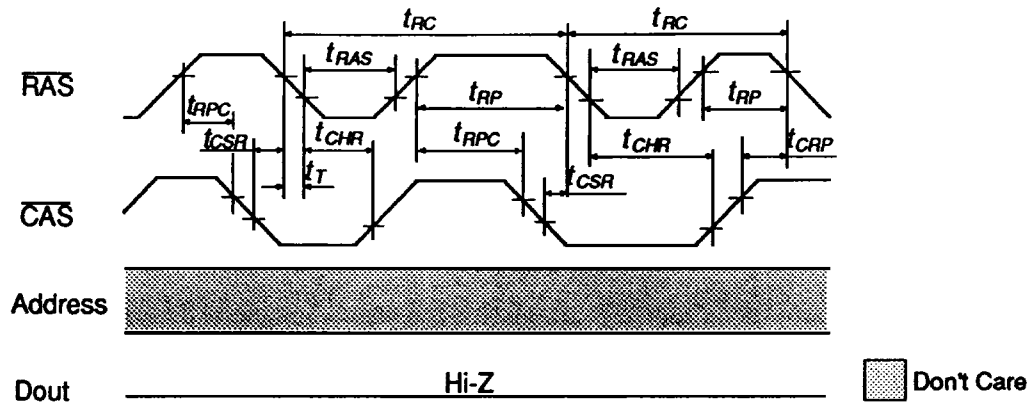 tRC tRC
RAS tRAS tRAS
tRP tRP
tRPC
tCSR tCHR tRPC tCHR tCRP
tT tCSR
CAS
Address
Dout Hi-Z Don't Care